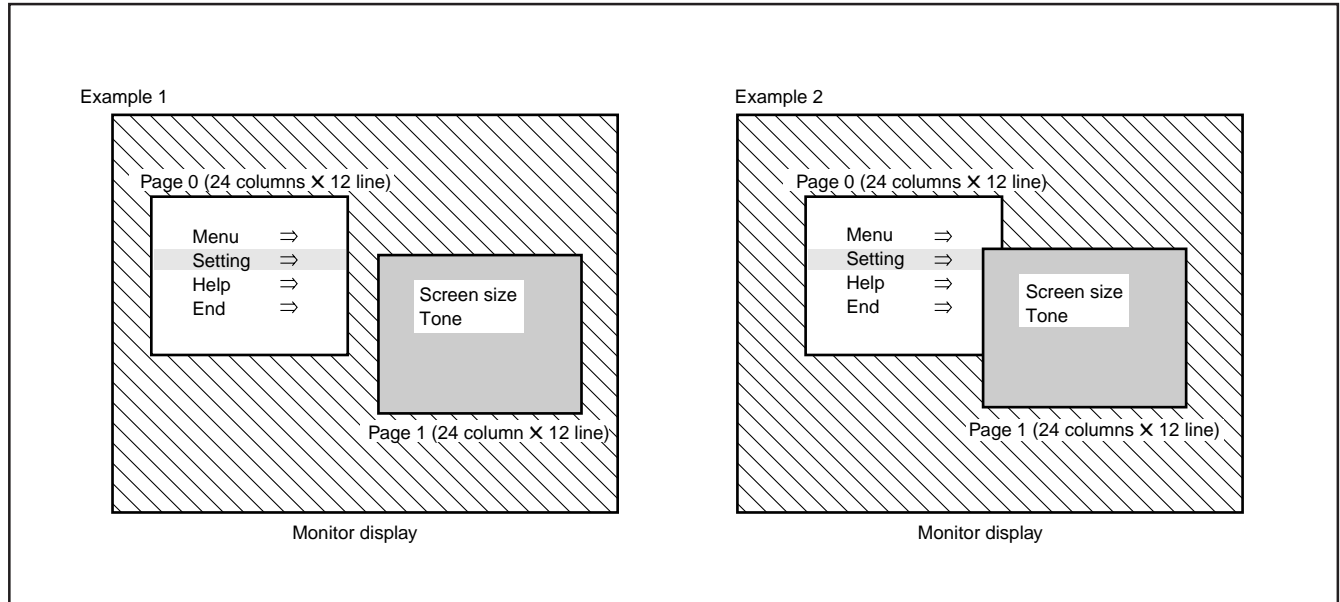 Example 1
Page 0 (24 columns X 12 line)
Menu ⇒
Setting ⇒
Help ⇒
End ⇒
Screen size
Tone
Page 1 (24 column X 12 line)
Monitor display
Example 2
Page 0 (24 columns X 12 line)
Menu ⇒
Setting ⇒
Help ⇒
End ⇒
Screen size
Tone
Page 1 (24 columns X 12 line)
Monitor display